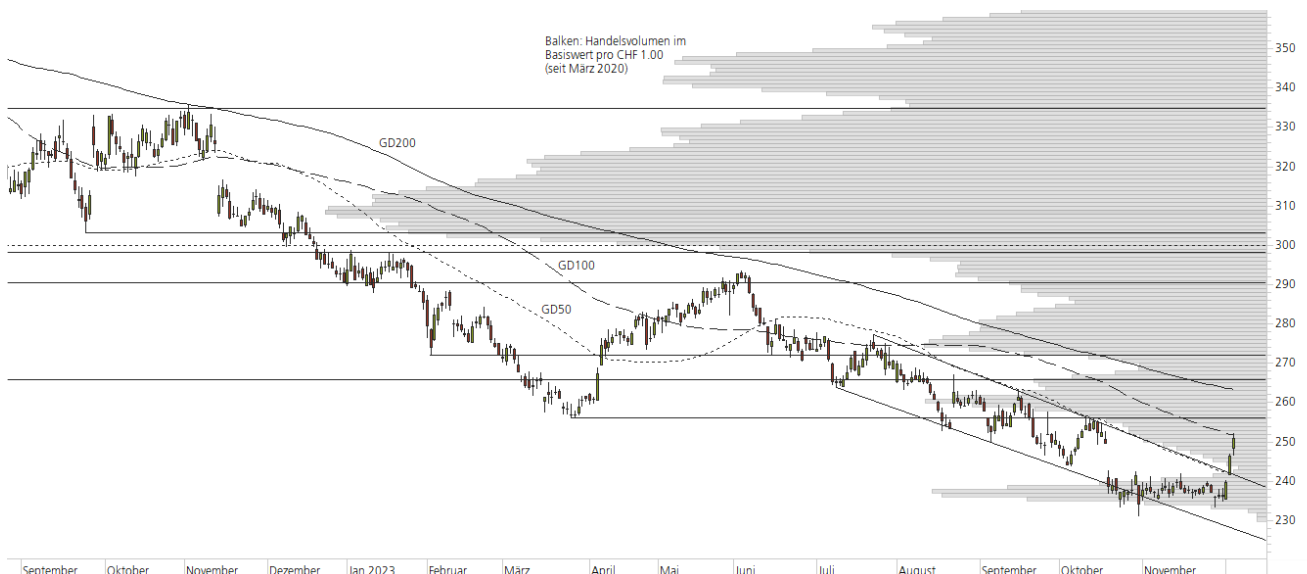 Balken: Handelsvolumen im
Basiswert pro CHF 1.00
(seit März 2020)
350
340
330
320
310
300
290
280
270
260
250
240
230
GD200
GD100
GD50
September Oktober November Dezember Jan 2023 Februar März April Mai Juni Juli August September Oktober November